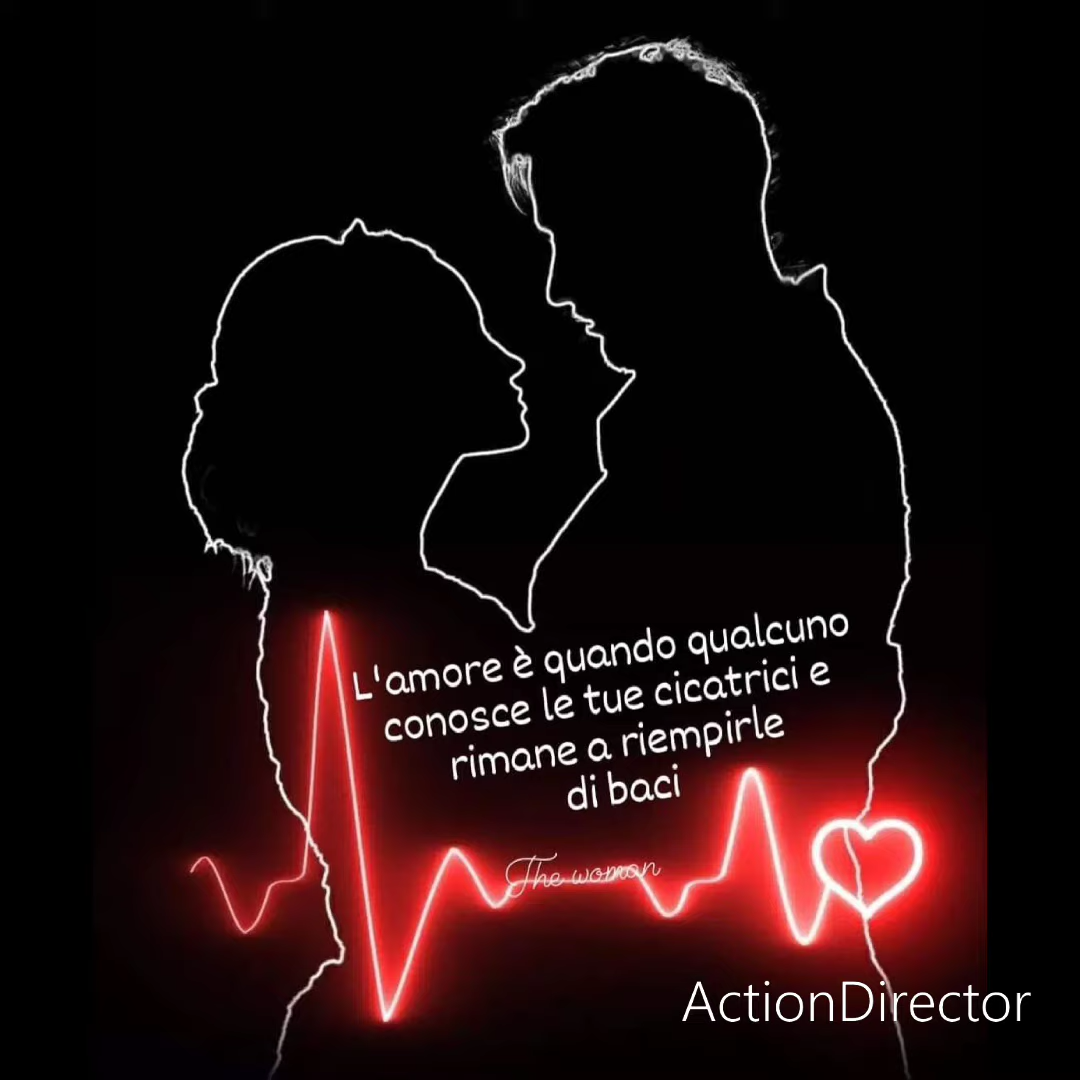 L'amore è quando qualcuno
conosce le tue cicatrici e
rimane a riempirle
di baci
The woman
ActionDirector